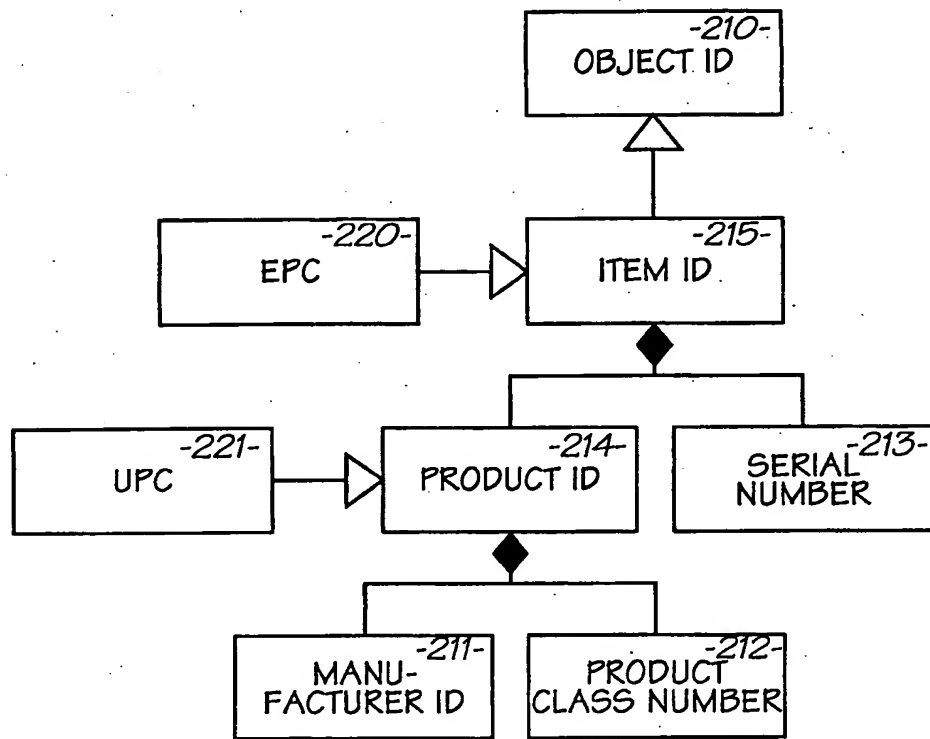 -210-
OBJECT ID
-220-
EPC
-215-
ITEM ID
-221-
UPC
-214-
PRODUCT ID
-213-
SERIAL
NUMBER
-211-
MANU-
FACTURER ID
-212-
PRODUCT
CLASS NUMBER